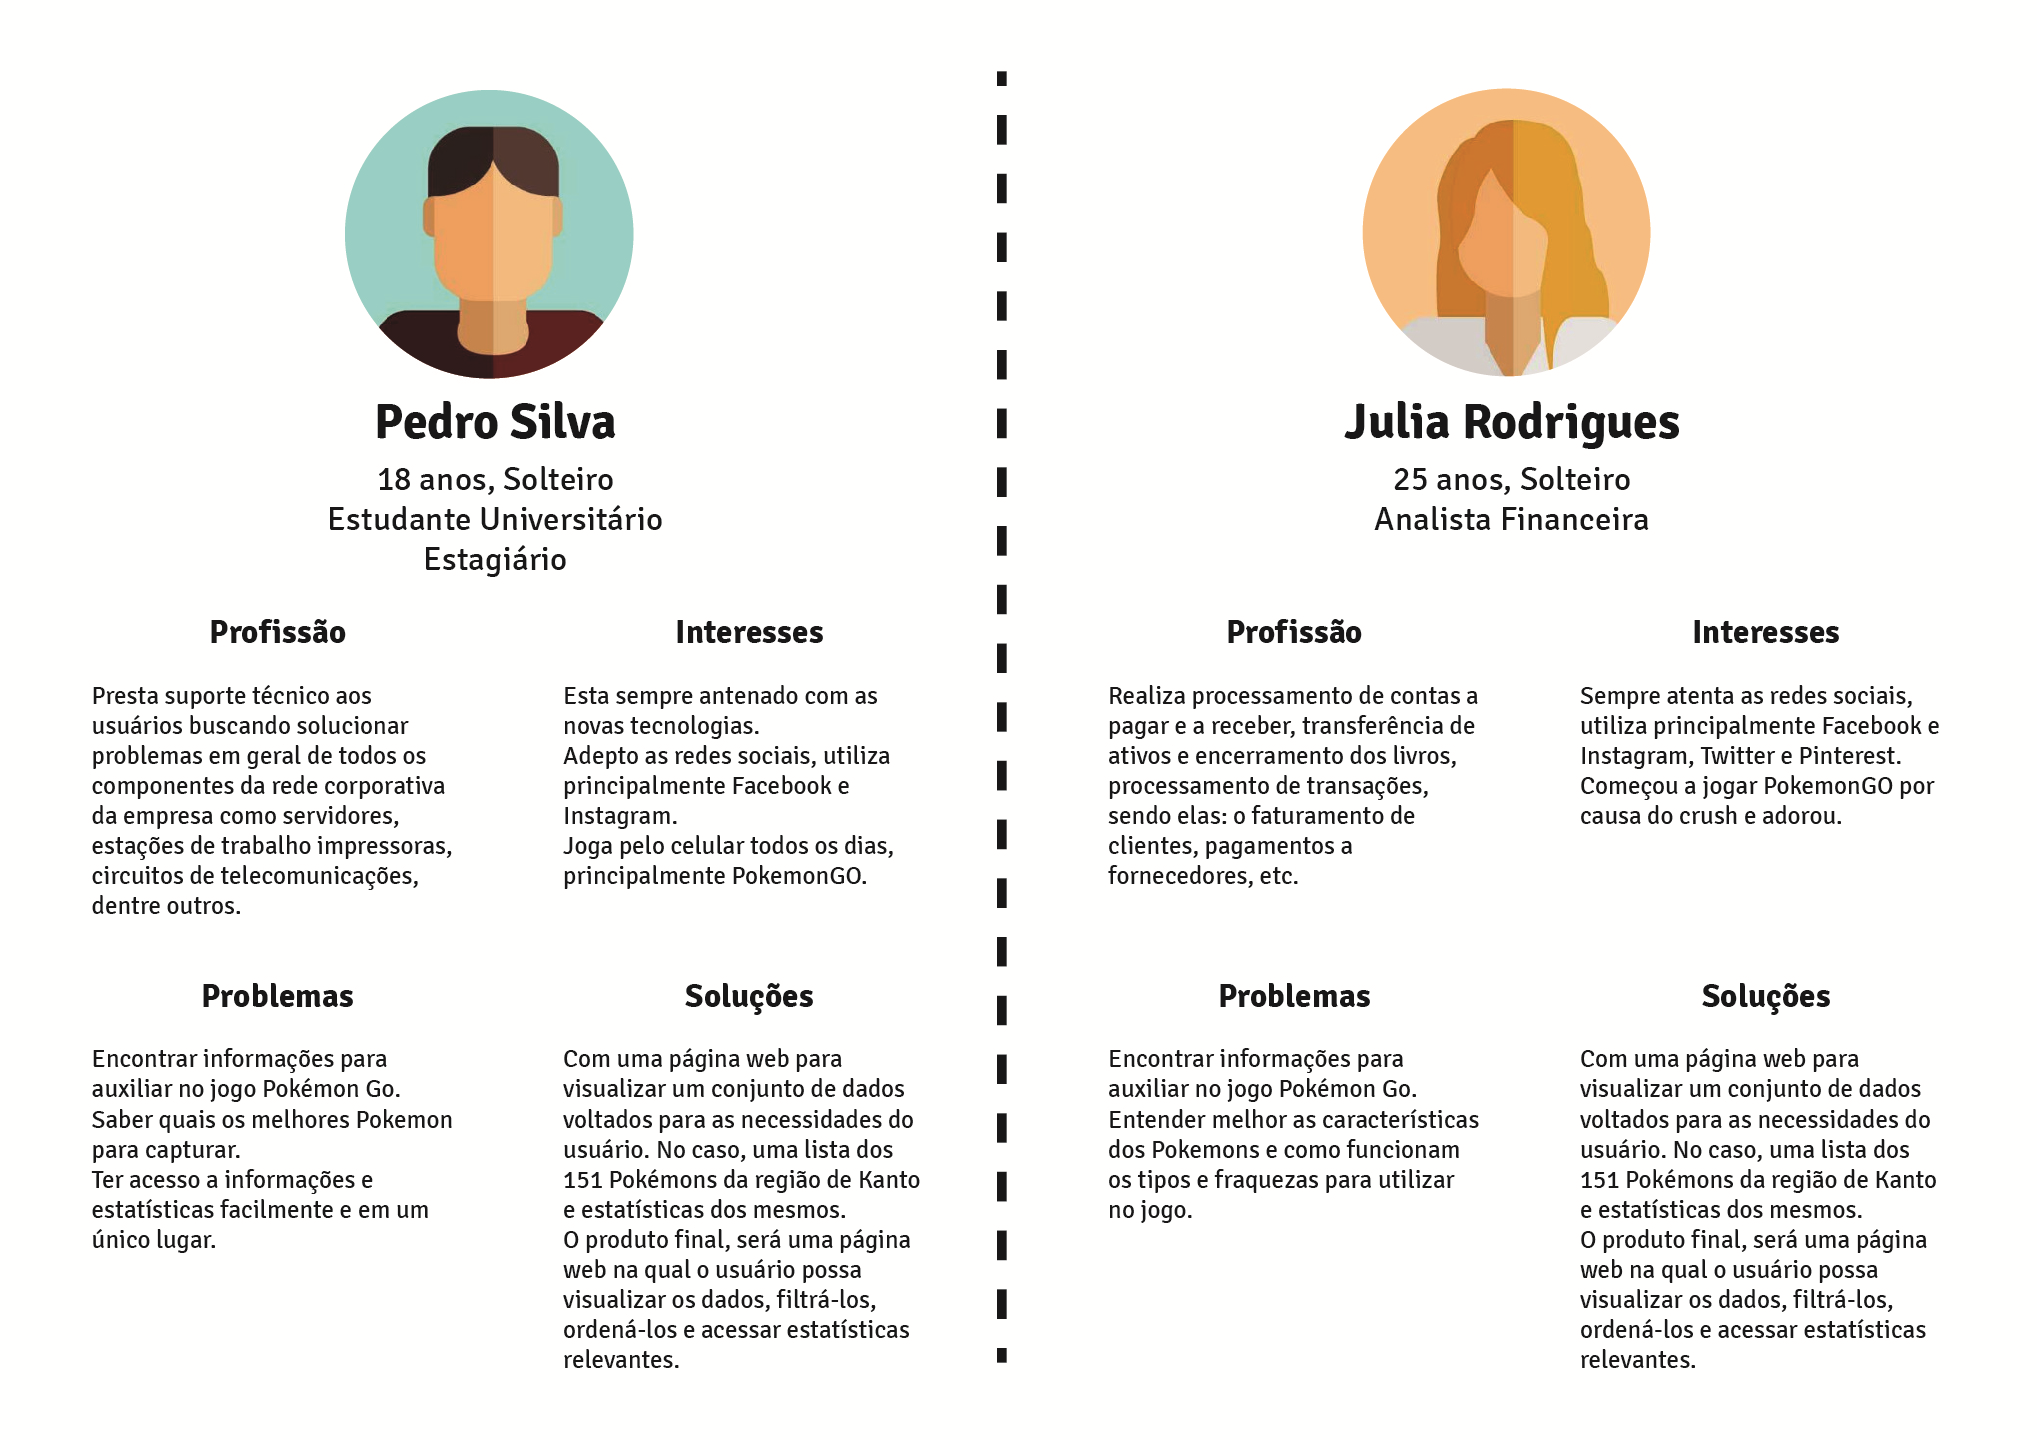 Pedro Silva
18 anos, Solteiro
Estudante Universitário
Estagiário
Profissão
Presta suporte técnico aos
usuários buscando solucionar
problemas em geral de todos os
componentes da rede corporativa
da empresa como servidores,
estações de trabalho impressoras,
circuitos de telecomunicações,
dentre outros.
Interesses
Esta sempre antenado com as
novas tecnologias.
Adepto as redes sociais, utiliza
principalmente Facebook e
Instagram.
Joga pelo celular todos os dias,
principalmente PokemonGO.
Problemas
Encontrar informações para
auxiliar no jogo Pokémon Go.
Saber quais os melhores Pokemon
para capturar.
Ter acesso a informações e
estatísticas facilmente e em um
único lugar.
Soluções
Com uma página web para
visualizar um conjunto de dados
voltados para as necessidades do
usuário. No caso, uma lista dos
151 Pokémons da região de Kanto
e estatísticas dos mesmos.
O produto final, será uma página
web na qual o usuário possa
visualizar os dados, filtrá-los,
ordená-los e acessar estatísticas
relevantes.
Julia Rodrigues
25 anos, Solteiro
Analista Financeira
Profissão
Realiza processamento de contas a
pagar e a receber, transferência de
ativos e encerramento dos livros,
processamento de transações,
sendo elas: o faturamento de
clientes, pagamentos a
fornecedores, etc.
Interesses
Sempre atenta as redes sociais,
utiliza principalmente Facebook e
Instagram, Twitter e Pinterest.
Começou a jogar PokemonGO por
causa do crush e adorou.
Problemas
Encontrar informações para
auxiliar no jogo Pokémon Go.
Entender melhor as características
dos Pokemons e como funcionam
os tipos e fraquezas para utilizar
no jogo.
Soluções
Com uma página web para
visualizar um conjunto de dados
voltados para as necessidades do
usuário. No caso, uma lista dos
151 Pokémons da região de Kanto
e estatísticas dos mesmos.
O produto final, será uma página
web na qual o usuário possa
visualizar os dados, filtrá-los,
ordená-los e acessar estatísticas
relevantes.